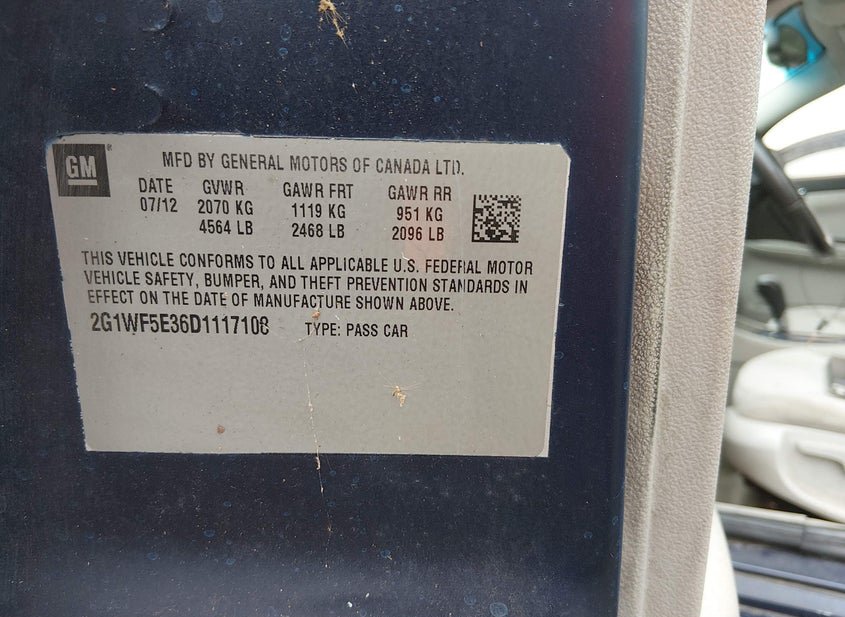 GM
MFD BY GENERAL MOTORS OF CANADA LTD.
DATE GVWR GAWR FRT GAWR RR
07/12 2070 KG 1119 KG 951 KG
4564 LB 2468 LB 2096 LB
THIS VEHICLE CONFORMS TO ALL APPLICABLE U.S. FEDERAL MOTOR
VEHICLE SAFETY, BUMPER, AND THEFT PREVENTION STANDARDS IN
EFFECT ON THE DATE OF MANUFACTURE SHOWN ABOVE.
2G1WF5E36D1117108 TYPE: PASS CAR